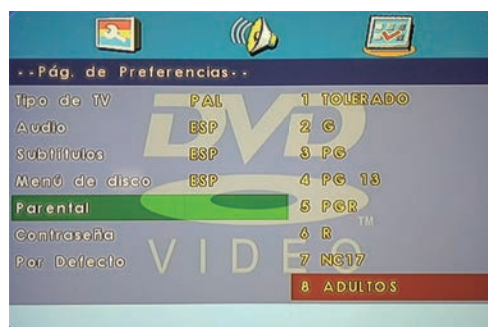 --Pág. de Preferencias--
Tipo de TV PAL 1 TOLERADO
Audio ESP 2 G
Subtítulos ESP 3 PG
Menú de disco ESP 4 PG 13
Parental 5 PGR
Contraseña 6 R
Por Defecto 7 NC17
8 ADULTOS
DVD
VIDEO
TM